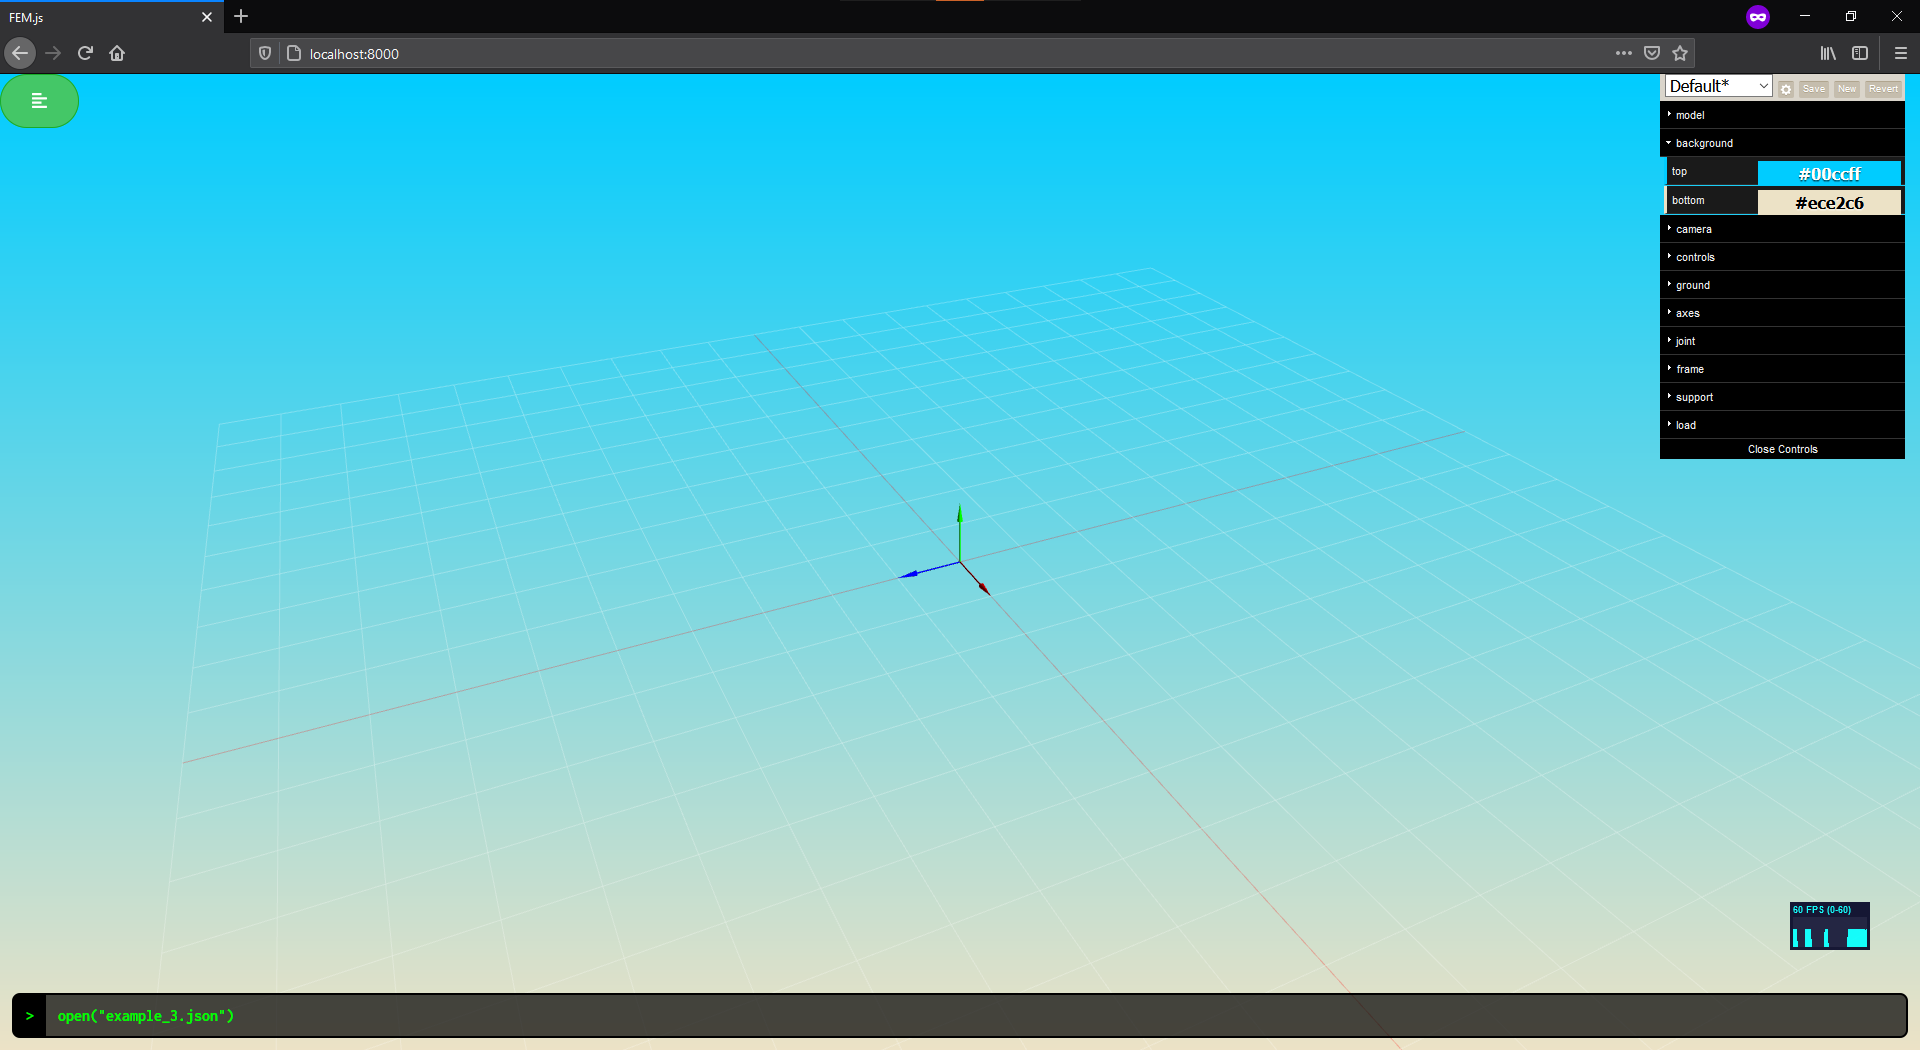 FEM.js
localhost:8000
Default*
Save
New
Revert
model
background
top
#00ccff
bottom
#ece2c6
camera
controls
ground
axes
joint
frame
support
load
Close Controls
60 FPS (0-60)
> open("example_3.json")